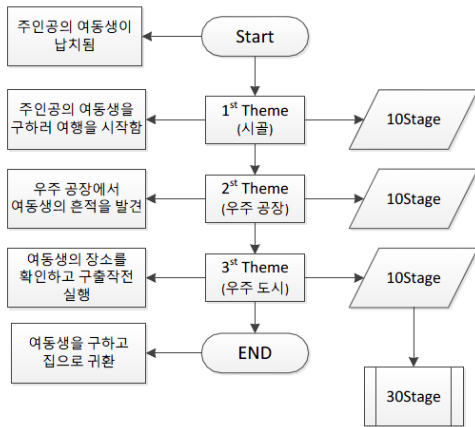 주인공의 여동생이
납치됨
Start
주인공의 여동생을
구하러 여행을 시작함
1st Theme
(시골)
10Stage
우주 공장에서
여동생의 흔적을 발견
2st Theme
(우주 공장)
10Stage
여동생의 장소를
확인하고 구출작전
실행
3st Theme
(우주 도시)
10Stage
여동생을 구하고
집으로 귀환
END
30Stage